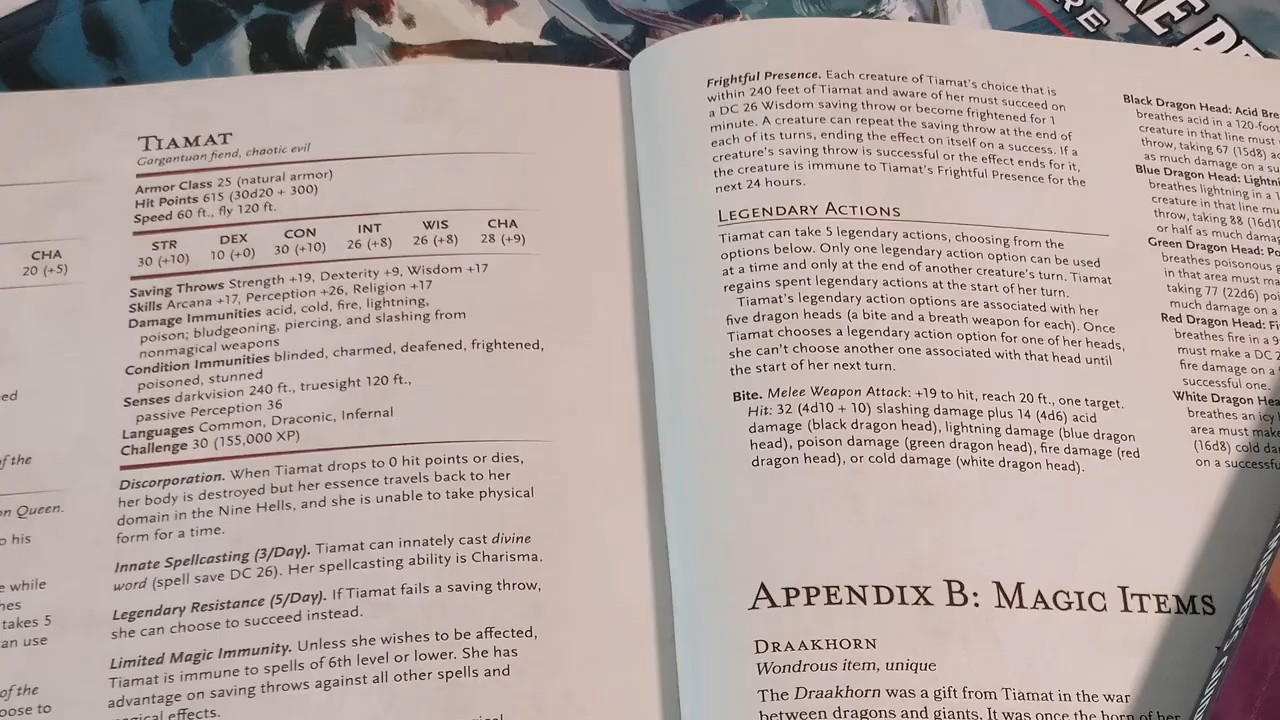 RE
CHA
20 (+5)
ed
of the
on Queen.
o his
e while
hes
takes 5
an use
of the
oose to
TIAMAT
Gargantuan fiend, chaotic evil
Armor Class 25 (natural armor)
Hit Points 615 (30d20 + 300)
Speed 60 ft., fly 120 ft.
STR DEX CON INT WIS CHA
30 (+10) 10 (+0) 30 (+10) 26 (+8) 26 (+8) 28 (+9)
Saving Throws Strength +19, Dexterity +9, Wisdom +17
Skills Arcana +17, Perception +26, Religion +17
Damage Immunities acid, cold, fire, lightning,
poison; bludgeoning, piercing, and slashing from
nonmagical weapons
Condition Immunities blinded, charmed, deafened, frightened,
poisoned, stunned
Senses darkvision 240 ft., truesight 120 ft.,
passive Perception 36
Languages Common, Draconic, Infernal
Challenge 30 (155,000 XP)
Discorporation. When Tiamat drops to 0 hit points or dies,
her body is destroyed but her essence travels back to her
domain in the Nine Hells, and she is unable to take physical
form for a time.
Innate Spellcasting (3/Day). Tiamat can innately cast divine
word (spell save DC 26). Her spellcasting ability is Charisma.
Legendary Resistance (5/Day). If Tiamat fails a saving throw,
she can choose to succeed instead.
Limited Magic Immunity. Unless she wishes to be affected,
Tiamat is immune to spells of 6th level or lower. She has
advantage on saving throws against all other spells and
magical effects.
Frightful Presence. Each creature of Tiamat's choice that is
within 240 feet of Tiamat and aware of her must succeed on
a DC 26 Wisdom saving throw or become frightened for 1
minute. A creature can repeat the saving throw at the end of
each of its turns, ending the effect on itself on a success. If a
creature's saving throw is successful or the effect ends for it,
the creature is immune to Tiamat's Frightful Presence for the
next 24 hours.
LEGENDARY ACTIONS
Tiamat can take 5 legendary actions, choosing from the
options below. Only one legendary action option can be used
at a time and only at the end of another creature's turn. Tiamat
regains spent legendary actions at the start of her turn.
Tiamat's legendary action options are associated with her
five dragon heads (a bite and a breath weapon for each). Once
Tiamat chooses a legendary action option for one of her heads,
she can't choose another one associated with that head until
the start of her next turn.
Bite. Melee Weapon Attack: +19 to hit, reach 20 ft., one target.
Hit: 32 (4d10 + 10) slashing damage plus 14 (4d6) acid
damage (black dragon head), lightning damage (blue dragon
head), poison damage (green dragon head), fire damage (red
dragon head), or cold damage (white dragon head).
APPENDIX B: MAGIC ITEMS
DRAAKHORN
Wondrous item, unique
The Draakhorn was a gift from Tiamat in the war
between dragons and giants. It was once the horn of her
Black Dragon Head: Acid Bre
breathes acid in a 120-foot
creature in that line must
throw, taking 67 (15d8) ac
as much damage on a su
Blue Dragon Head: Lightn
breathes lightning in a 1
creature in that line mu
throw, taking 88 (16d10
or half as much damag
Green Dragon Head: Po
breathes poisonous g
in that area must ma
taking 77 (22d6) poi
much damage on a
Red Dragon Head: Fi
breathes fire in a 9
must make a DC 2
fire damage on a
successful one.
White Dragon Hea
breathes an icy
area must make
(16d8) cold da
on a successfu